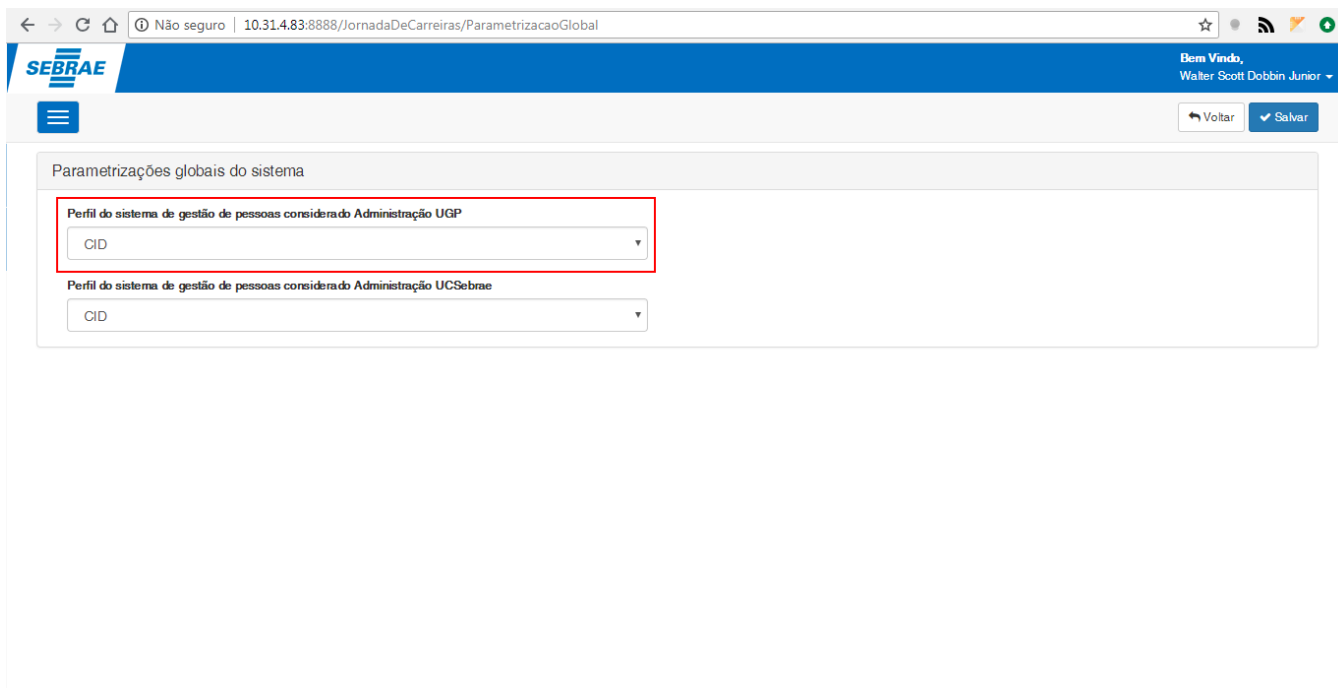 Não seguro | 10.31.4.83:8888/JornadaDeCarreiras/ParametrizacaoGlobal
SEBRAE
Bem Vindo,
Walter Scott Dobbin Junior
Voltar
Salvar
Parametrizações globais do sistema
Perfil do sistema de gestão de pessoas considerado Administração UGP
CID
Perfil do sistema de gestão de pessoas considerado Administração UCSebrae
CID